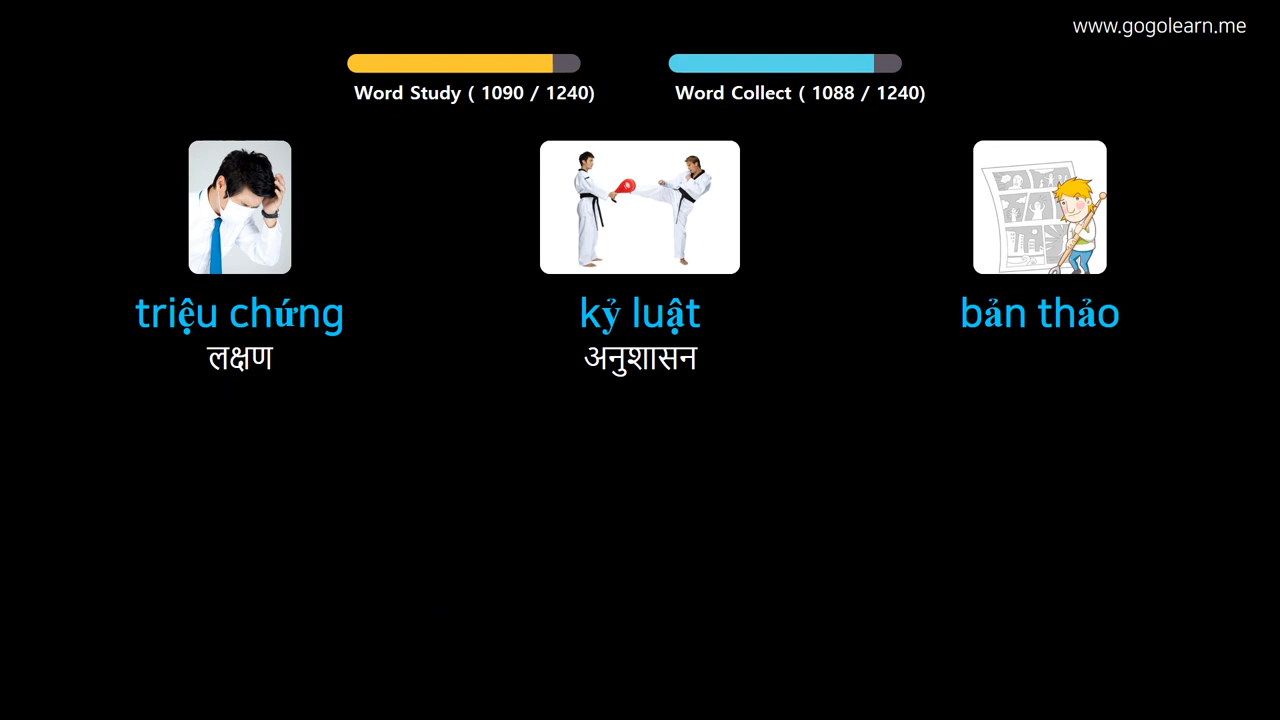 www.gogolearn.me
Word Study ( 1090 / 1240)
Word Collect ( 1088 / 1240)
triệu chứng
लक्षण
kỷ luật
अनुशासन
bản thảo